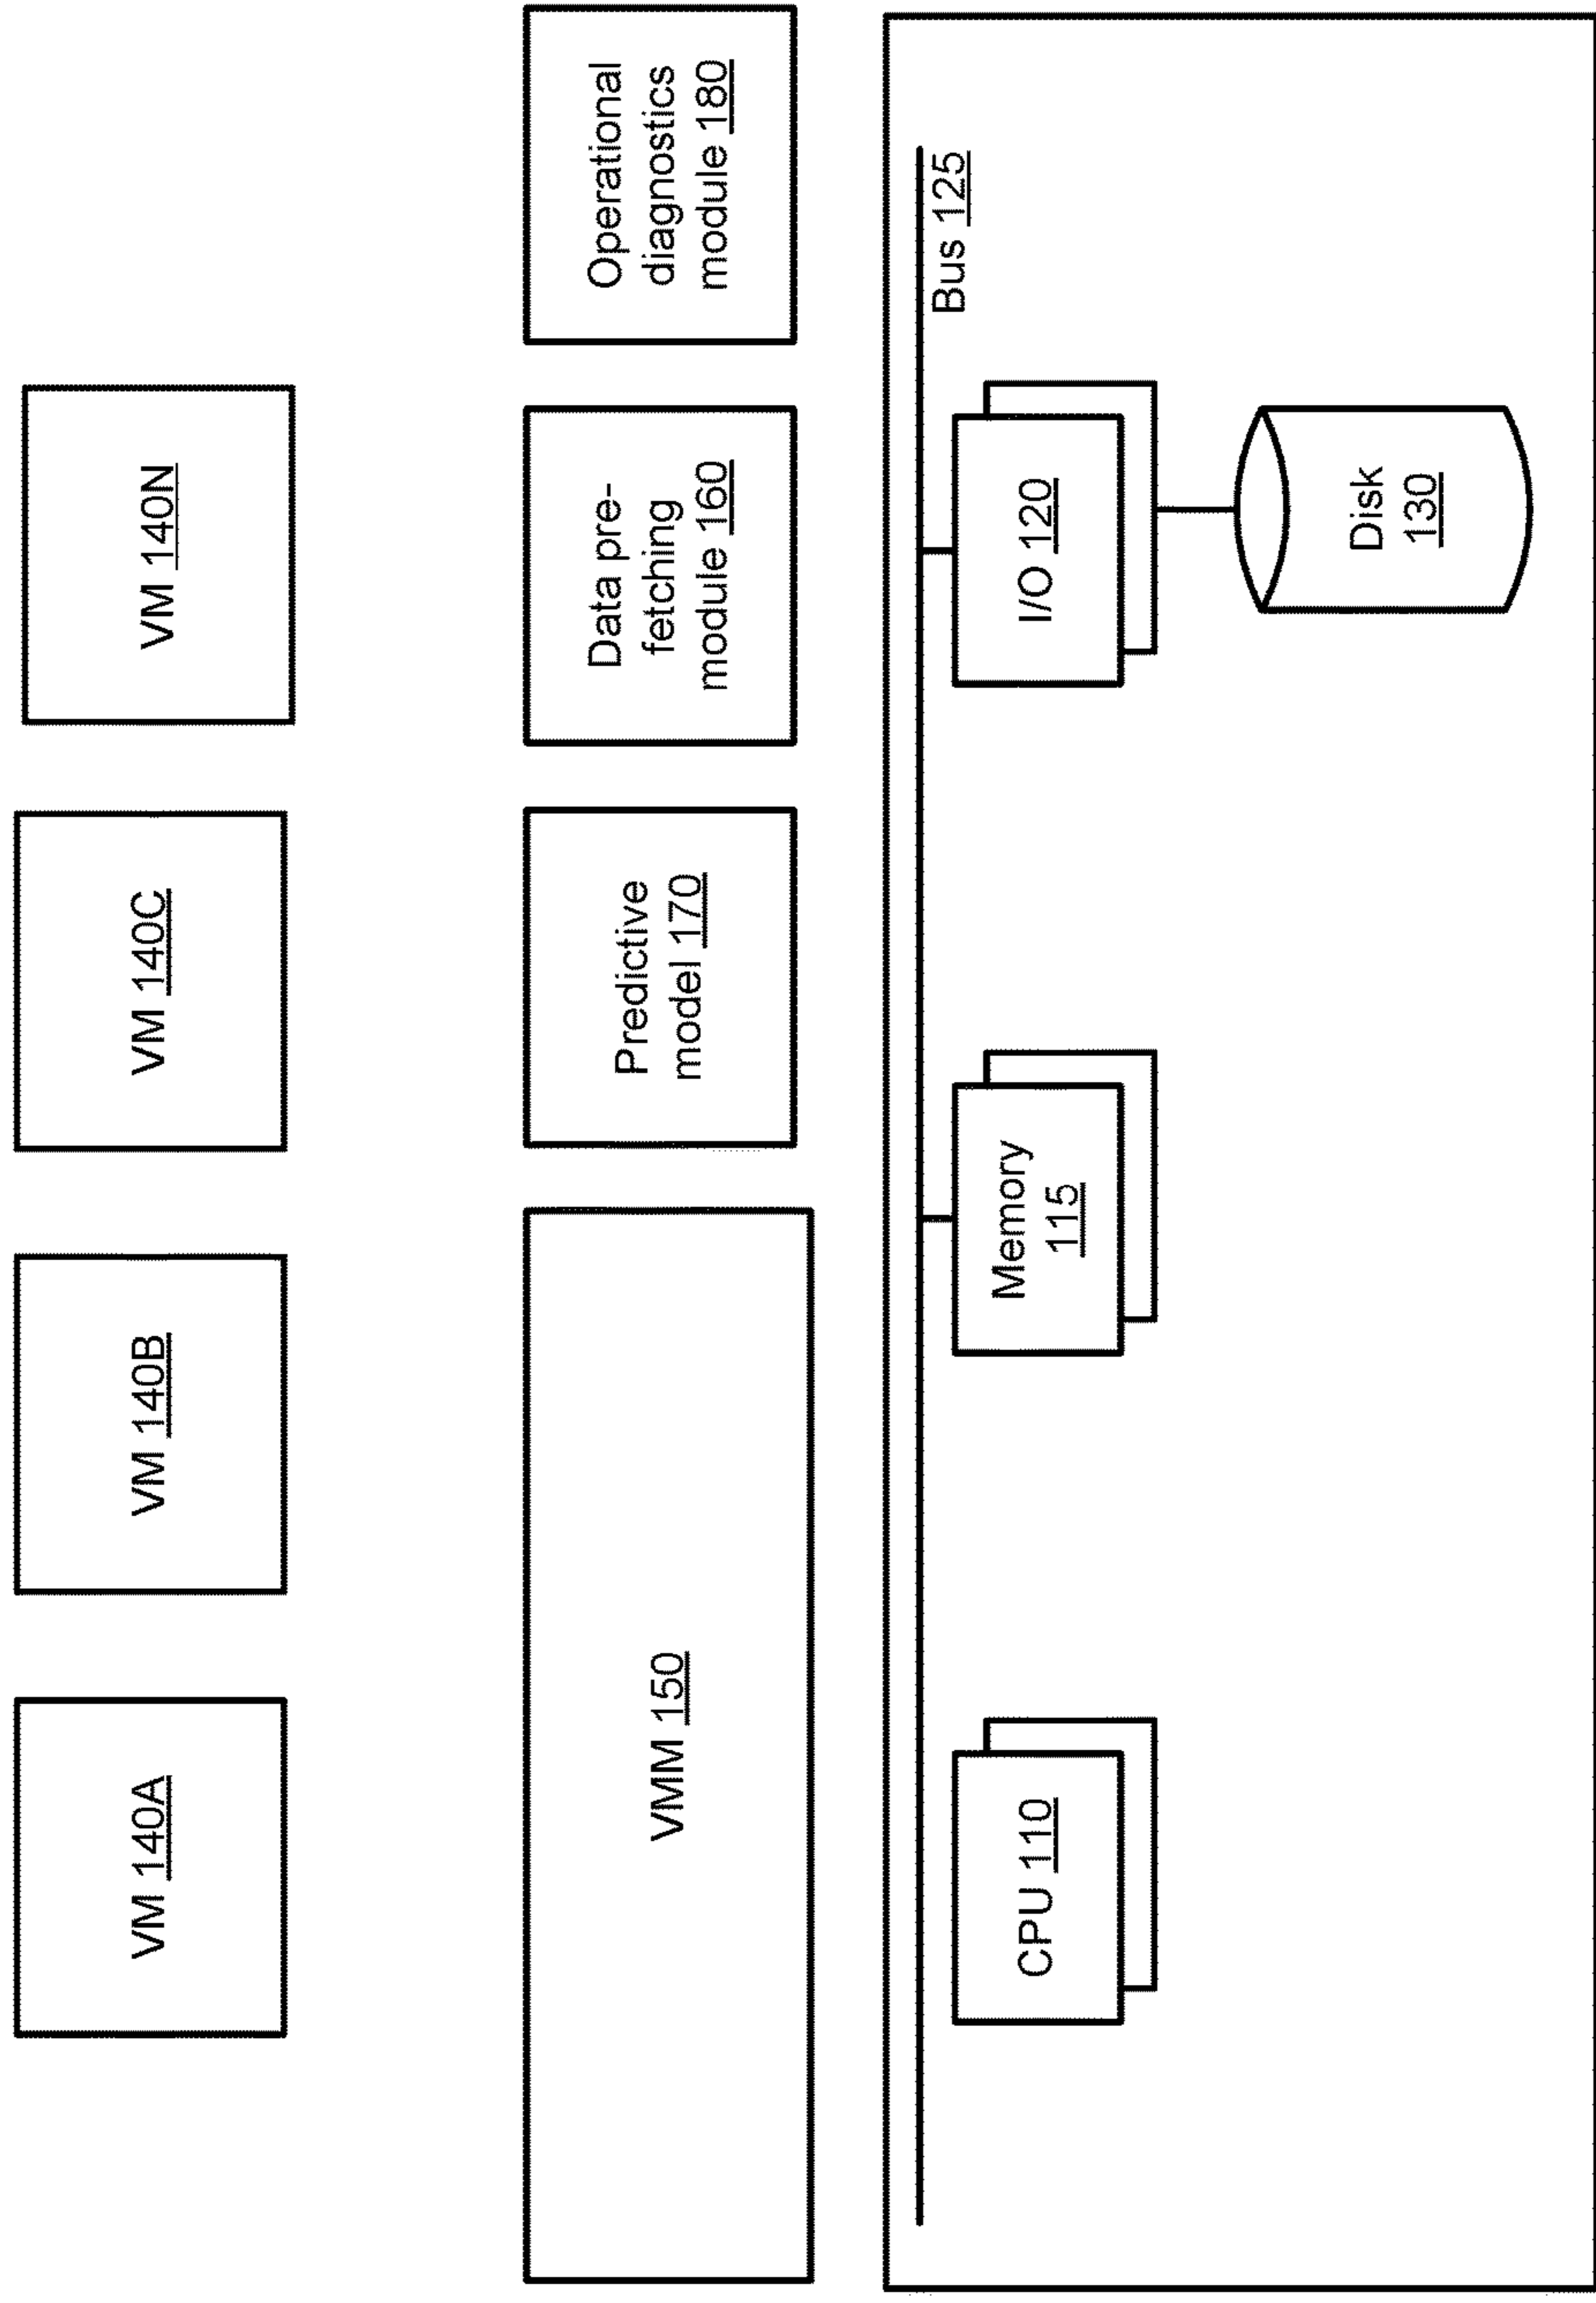 VM 140A
VM 140B
VM 140C
VM 140N
VMM 150
Predictive
model 170
Data pre-
fetching
module 160
Operational
diagnostics
module 180
Bus 125
CPU 110
Memory
115
I/O 120
Disk
130